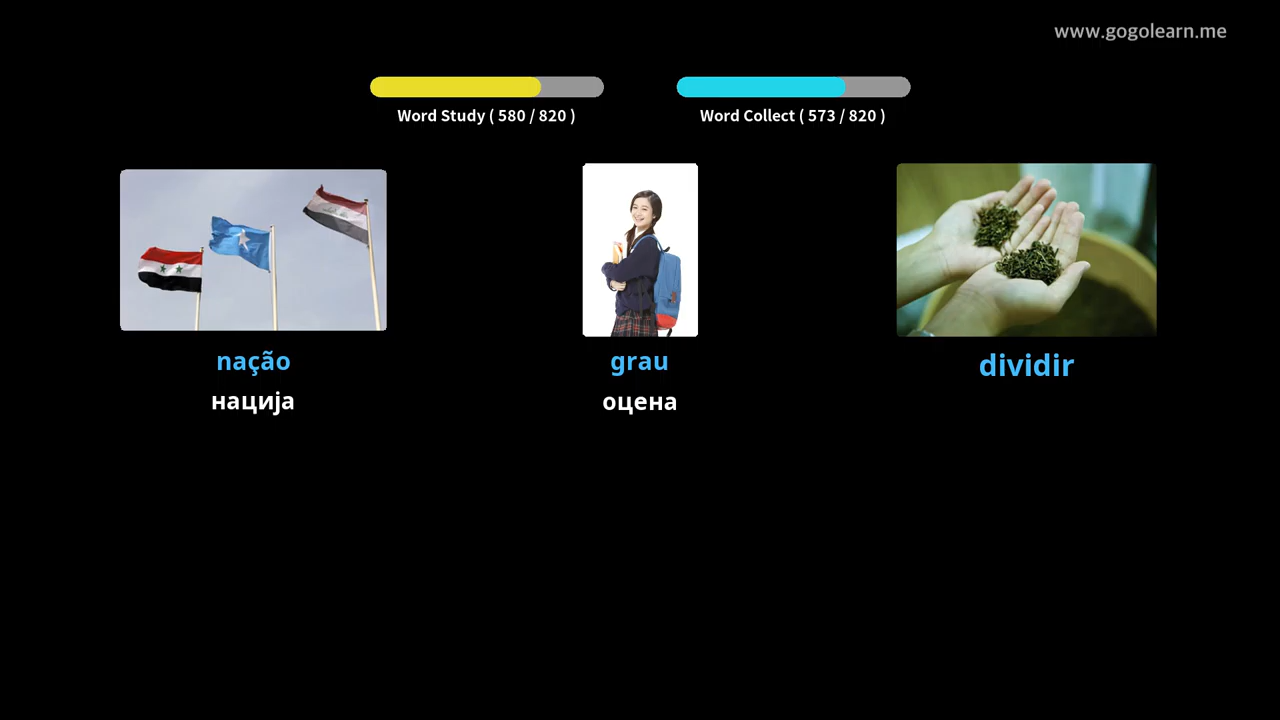 www.gogolearn.me
Word Study ( 580 / 820 )
Word Collect ( 573 / 820 )
nação
grau
dividir
нација
оцена